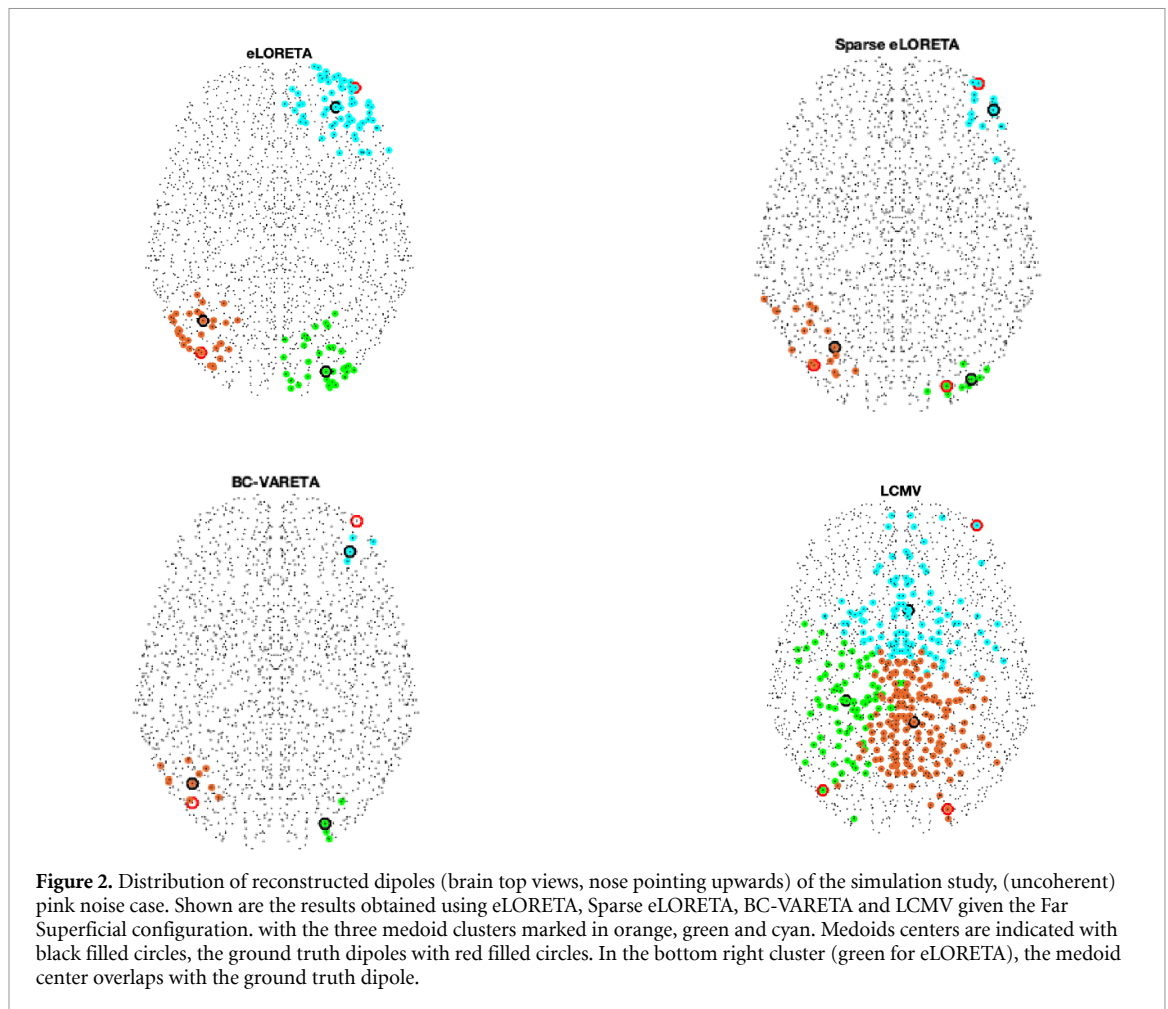 eLORETA
Sparse eLORETA
BC-VARETA
LCMV
Figure 2. Distribution of reconstructed dipoles (brain top views, nose pointing upwards) of the simulation study, (uncoherent)
pink noise case. Shown are the results obtained using eLORETA, Sparse eLORETA, BC-VARETA and LCMV given the Far
Superficial configuration. with the three medoid clusters marked in orange, green and cyan. Medoids centers are indicated with
black filled circles, the ground truth dipoles with red filled circles. In the bottom right cluster (green for eLORETA), the medoid
center overlaps with the ground truth dipole.